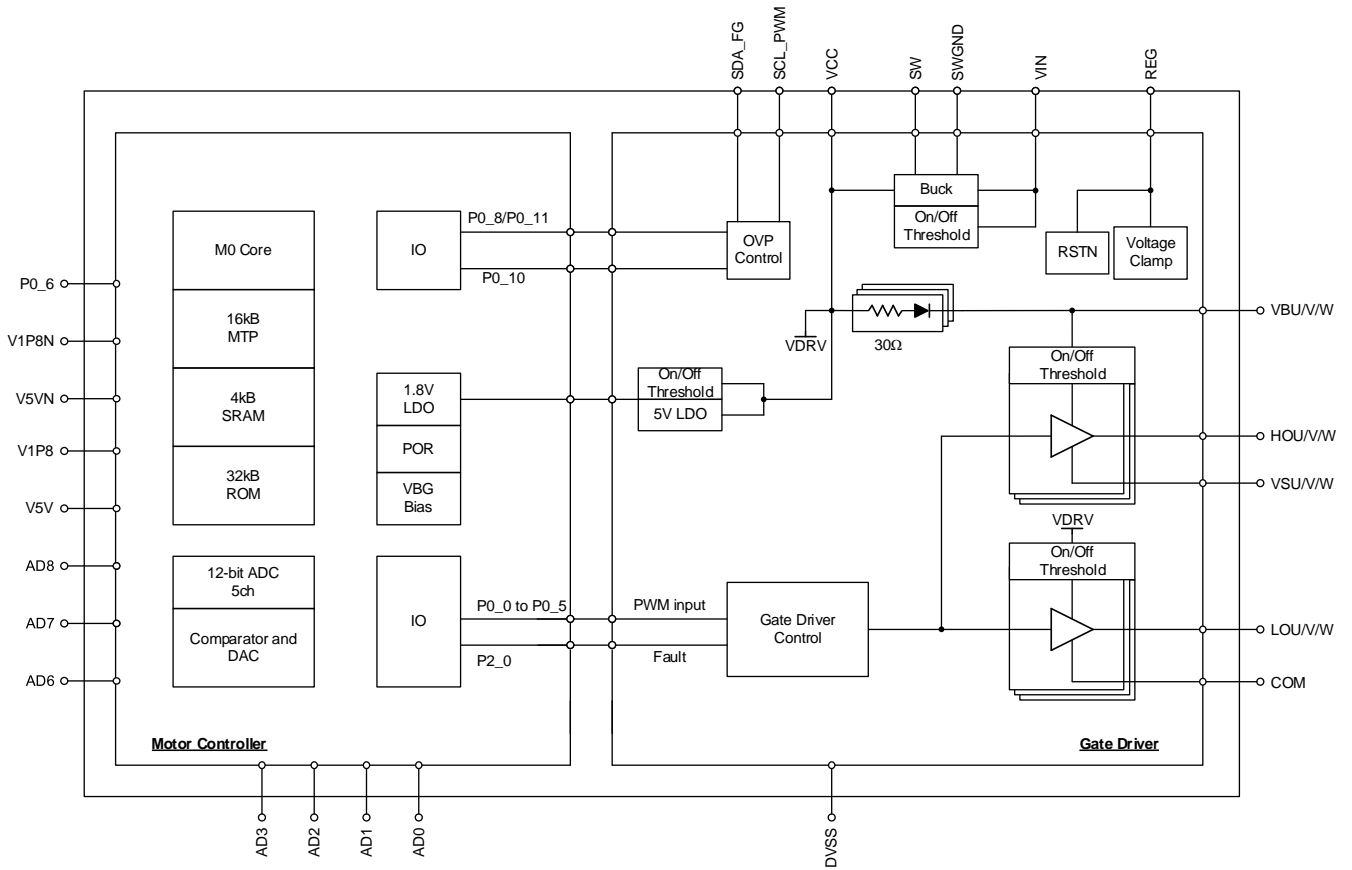 SDA_FG
SCL_PWM
VCC
SW
SWGND
VIN
REG
M0 Core
16kB
MTP
4kB
SRAM
32kB
ROM
12-bit ADC
5ch
Comparator and
DAC
IO
P0_8/P0_11
P0_10
1.8V
LDO
POR
VBG
Bias
IO
P0_0 to P0_5
P2_0
PWM input
Fault
OVP
Control
Buck
On/Off
Threshold
RSTN
Voltage
Clamp
VDRV
30Ω
On/Off
Threshold
5V LDO
Gate Driver
Control
On/Off
Threshold
VDRV
On/Off
Threshold
P0_6
V1P8N
V5VN
V1P8
V5V
AD8
AD7
AD6
VBU/V/W
HOU/V/W
VSU/V/W
LOU/V/W
COM
Motor Controller
Gate Driver
AD3
AD2
AD1
AD0
DVSS